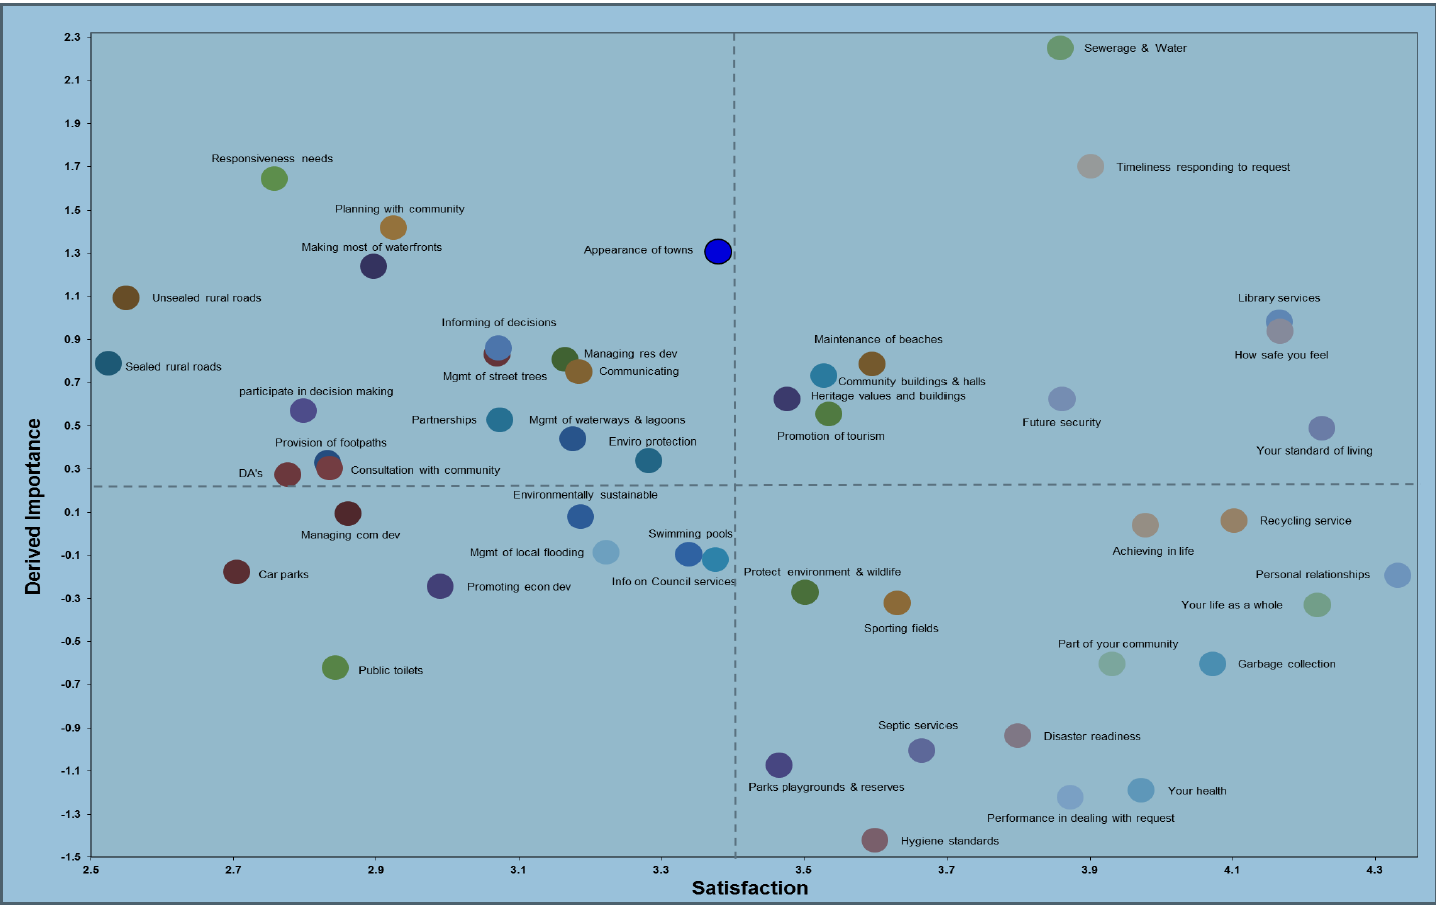 2.3
Sewerage & Water
2.1
1.9
1.7
Responsiveness needs
Timeliness responding to request
1.5
Planning with community
1.3
Making most of waterfronts
Appearance of towns
1.1
Unsealed rural roads
Library services
0.9
Informing of decisions
Maintenance of beaches
Managing res dev
How safe you feel
Sealed rural roads
Mgmt of street trees
Communicating
0.7
Community buildings & halls
participate in decision making
Heritage values and buildings
0.5
Partnerships
Mgmt of waterways & lagoons
Future security
Promotion of tourism
Provision of footpaths
Enviro protection
Your standard of living
0.3
DA's
Consultation with community
Environmentally sustainable
0.1
Managing com dev
Swimming pools
Recycling service
-0.1
Mgmt of local flooding
Achieving in life
Car parks
Promoting econ dev
Info on Council services
Protect environment & wildlife
Personal relationships
-0.3
Sporting fields
Your life as a whole
-0.5
Part of your community
-0.7
Public toilets
Garbage collection
-0.9
Septic services
Disaster readiness
-1.1
Parks playgrounds & reserves
Your health
-1.3
Performance in dealing with request
Hygiene standards
-1.5
2.5
2.7
2.9
3.1
3.3
3.5
3.7
3.9
4.1
4.3
Satisfaction
Derived Importance